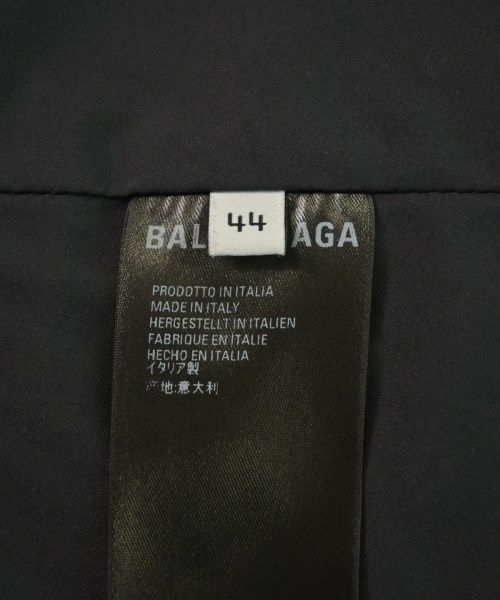 44
BAL AGA
PRODOTTO IN ITALIA
MADE IN ITALY
HERGESTELLT IN ITALIEN
FABRIQUE EN ITALIE
HECHO EN ITALIA
イタリア製
产地:意大利